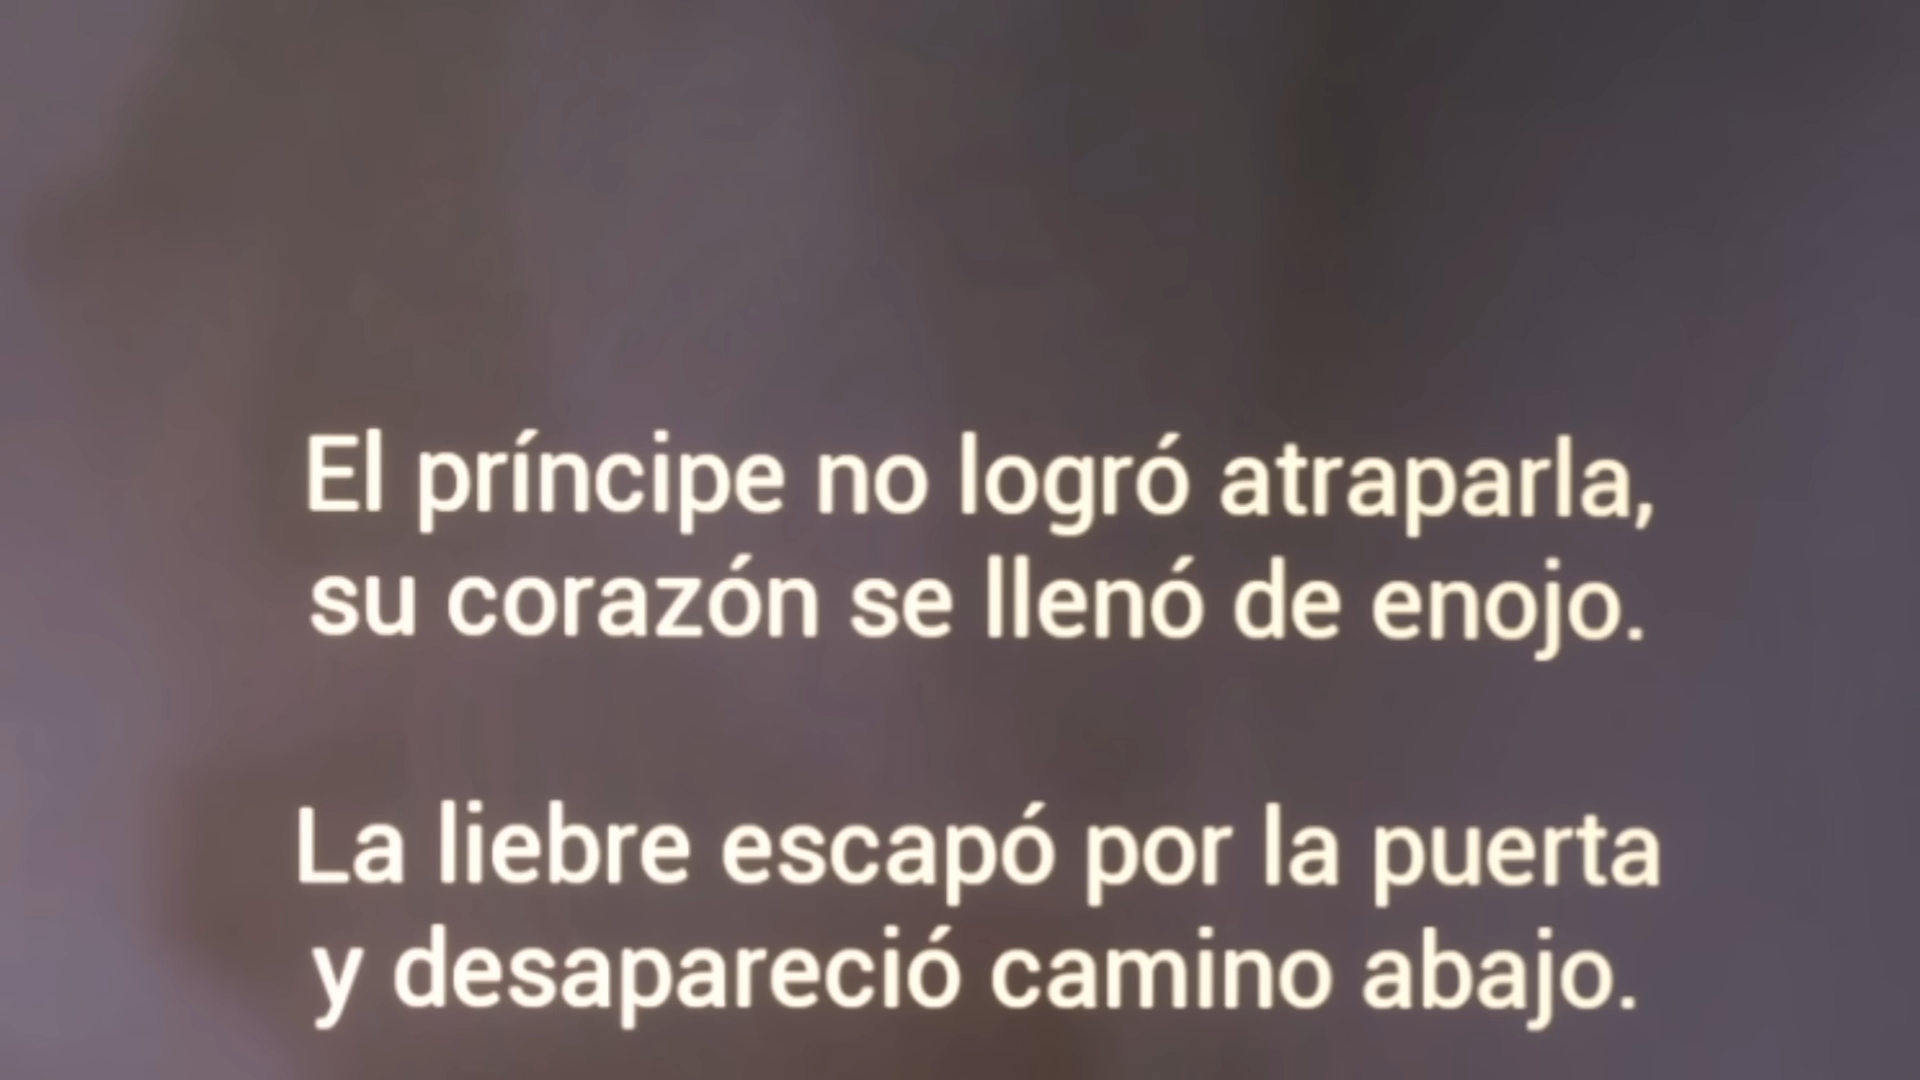 El príncipe no logró atraparla,
su corazón se llenó de enojo.
La liebre escapó por la puerta
y desapareció camino abajo.